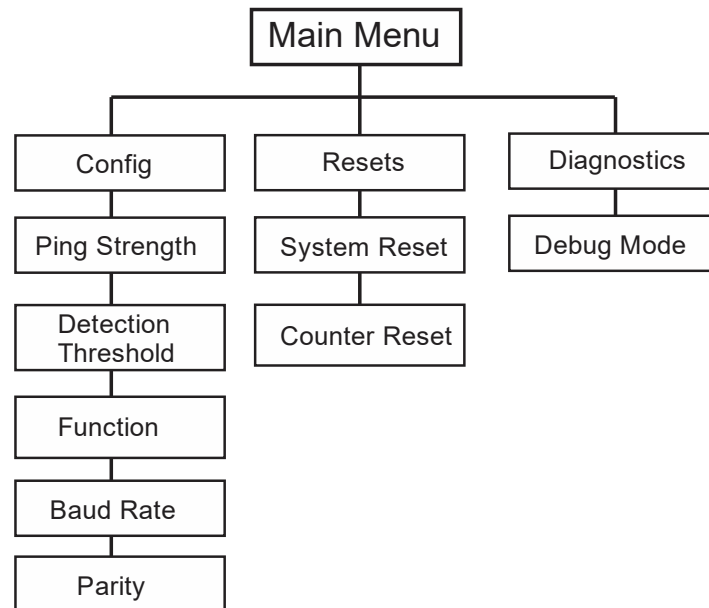 Main Menu
Config
Resets
Diagnostics
Ping Strength
System Reset
Debug Mode
Detection
Threshold
Counter Reset
Function
Baud Rate
Parity